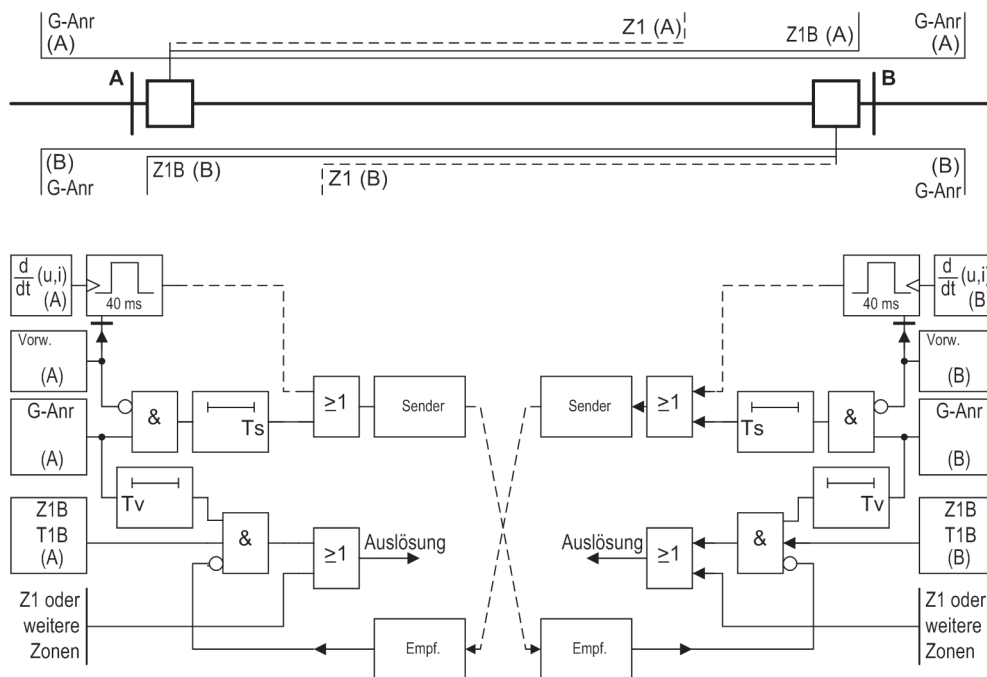 G-Anr
(A)
Z1 (A)
Z1B (A)
G-Anr
(A)
A
B
(B)
G-Anr
Z1B (B)
Z1 (B)
(B)
G-Anr
d
dt
(u,i)
(A)
40 ms
40 ms
d
dt
(u,i)
(B)
Vorw.
(A)
Vorw.
(B)
G-Anr
(A)
&
Ts
≥1
Sender
Sender
≥1
Ts
&
G-Anr
(B)
Tv
Tv
Z1B
T1B
(A)
&
≥1
Auslösung
Auslösung
≥1
&
Z1B
T1B
(B)
Z1 oder
weitere
Zonen
Empf.
Empf.
Z1 oder
weitere
Zonen